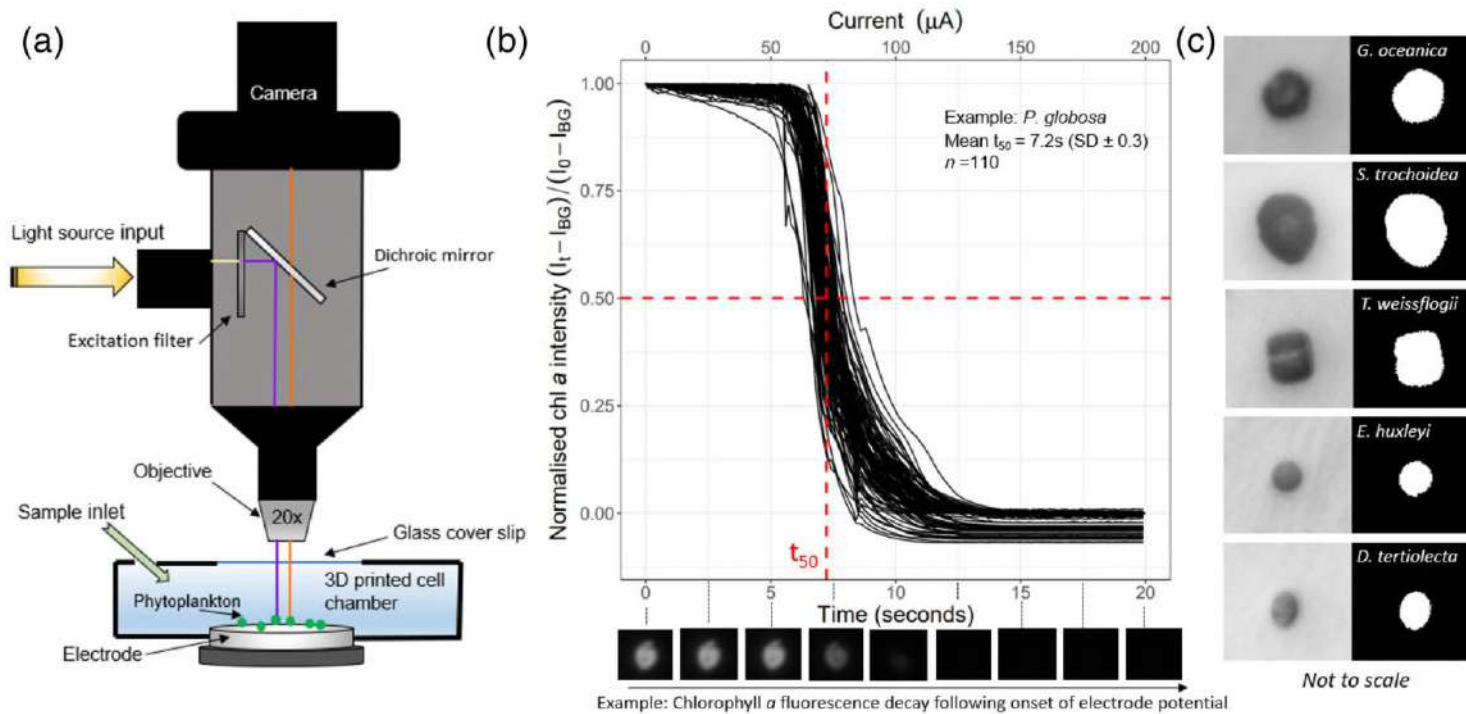 (a)
Camera
Light source input
Dichroic mirror
Excitation filter
Objective
20x
Sample inlet
Glass cover slip
3D printed cell
chamber
Phytoplankton
Electrode
(b)
Current (μA)
0 50 100 150 200
Normalised chl a intensity (It − IBG)/(I0 − IBG)
1.00
0.75
0.50
0.25
0.00
Example: P. globosa
Mean t50 = 7.2s (SD ± 0.3)
n =110
t50
0 5 10 15 20
Time (seconds)
Example: Chlorophyll a fluorescence decay following onset of electrode potential
(c)
G. oceanica
S. trochoidea
T. weissflogii
E. huxleyi
D. tertiolecta
Not to scale